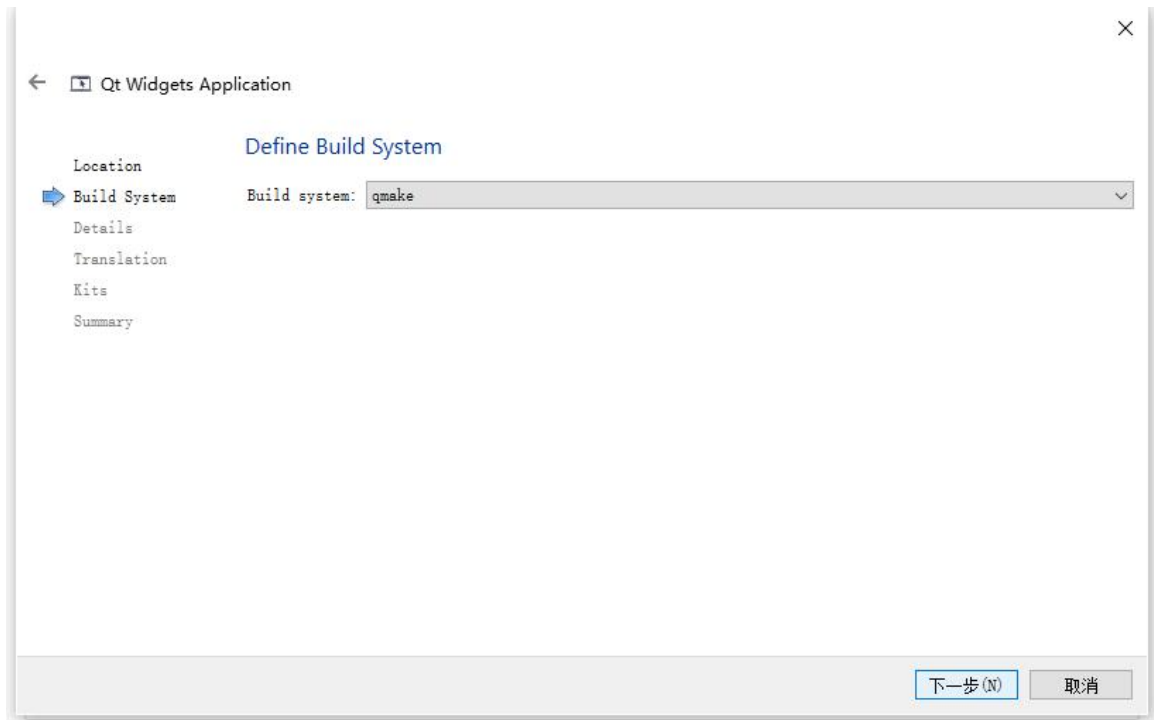 Qt Widgets Application
Define Build System
Location
Build System
Build system: qmake
Details
Translation
Kits
Summary
下一步(N)
取消